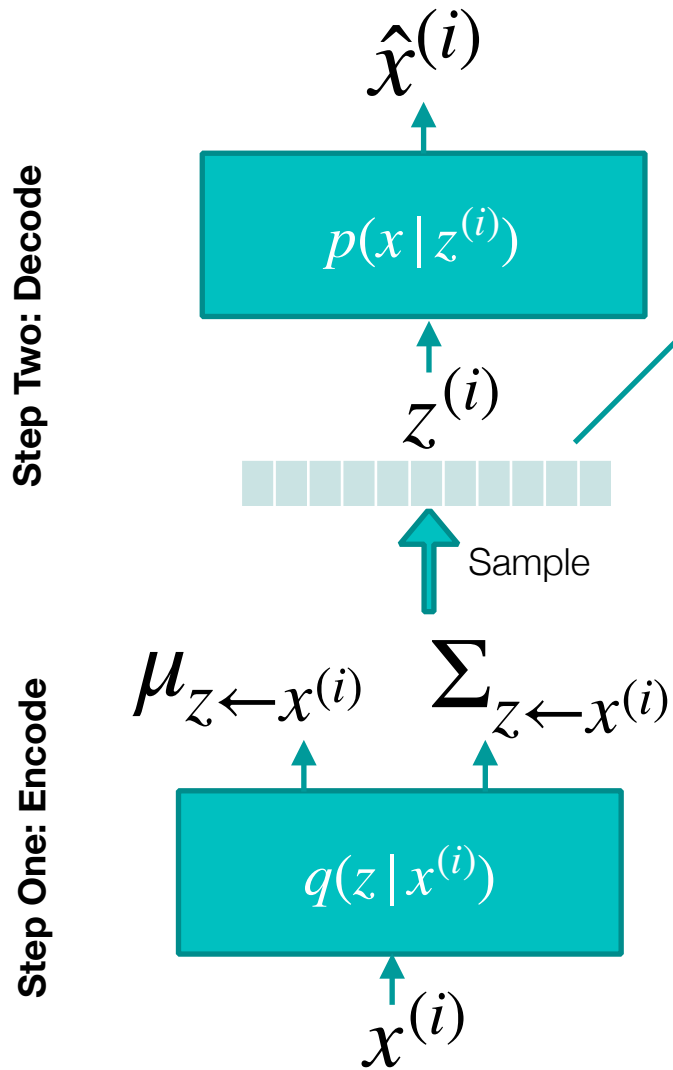 x̂^(i)
p(x | z^(i))
z^(i)
Sample
μ_{z←x^(i)} Σ_{z←x^(i)}
q(z | x^(i))
x^(i)
Step Two: Decode
Step One: Encode